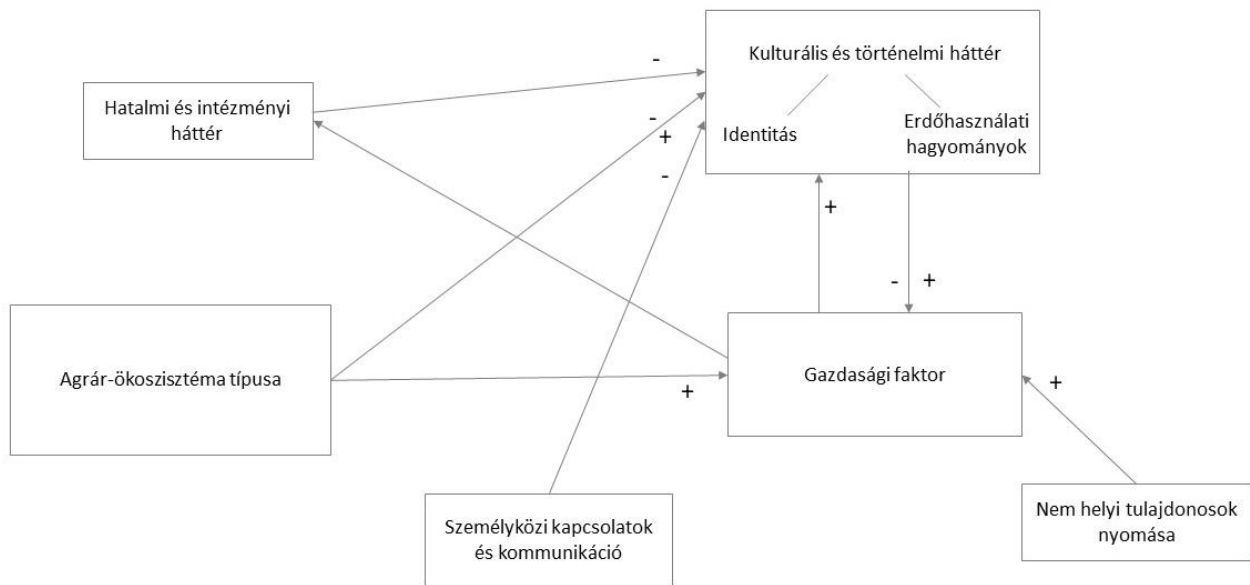 Kulturális és történelmi háttér
-
Hatalmi és intézményi
háttér
-
+
Identitás
Erdőhasználati
hagyományok
-
+
-
+
Agrár-ökoszisztéma típusa
+
Gazdasági faktor
+
Személyközi kapcsolatok
és kommunikáció
Nem helyi tulajdonosok
nyomása